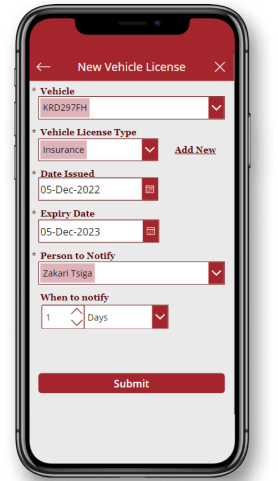 New Vehicle License
* Vehicle
KRD297FH
* Vehicle License Type
Insurance Add New
* Date Issued
05-Dec-2022
* Expiry Date
05-Dec-2023
* Person to Notify
Zakari Tsiga
When to notify
1 Days
Submit